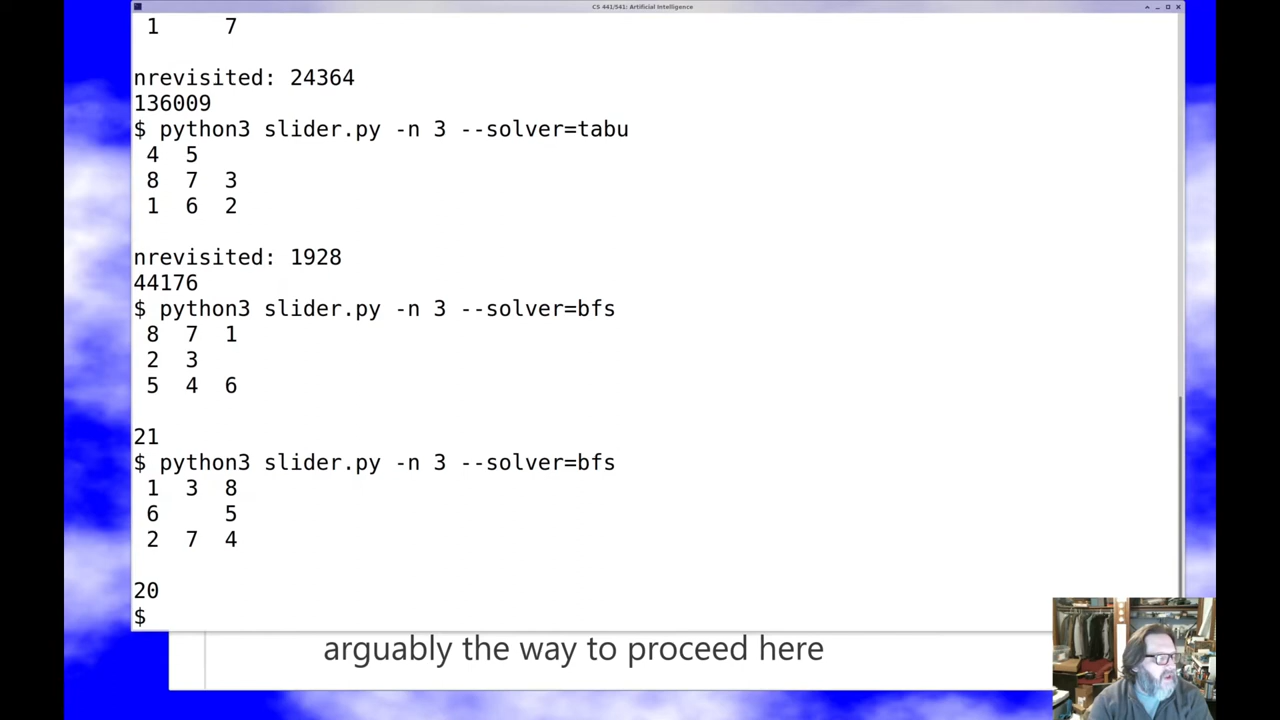 CS 441/541: Artificial Intelligence
1 7
nrevisited: 24364
136009
$ python3 slider.py -n 3 --solver=tabu
4 5
8 7 3
1 6 2
nrevisited: 1928
44176
$ python3 slider.py -n 3 --solver=bfs
8 7 1
2 3
5 4 6
21
$ python3 slider.py -n 3 --solver=bfs
1 3 8
6 5
2 7 4
20
$
arguably the way to proceed here